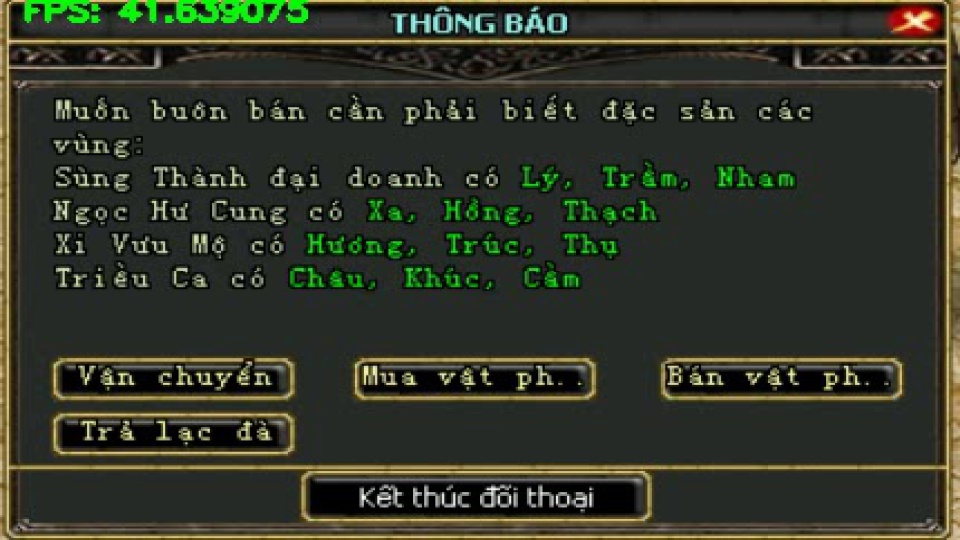 FPS: 41.639075
THÔNG BÁO
Muốn buôn bán cần phải biết đặc sản các
vùng:
Sùng Thành đại doanh có Lý, Trầm, Nham
Ngọc Hư Cung có Xa, Hồng, Thạch
Xi Vưu Mộ có Hương, Trúc, Thụ
Triều Ca có Châu, Khúc, Cầm
Vận chuyển Mua vật ph.. Bán vật ph..
Trả lạc đà
Kết thúc đối thoại